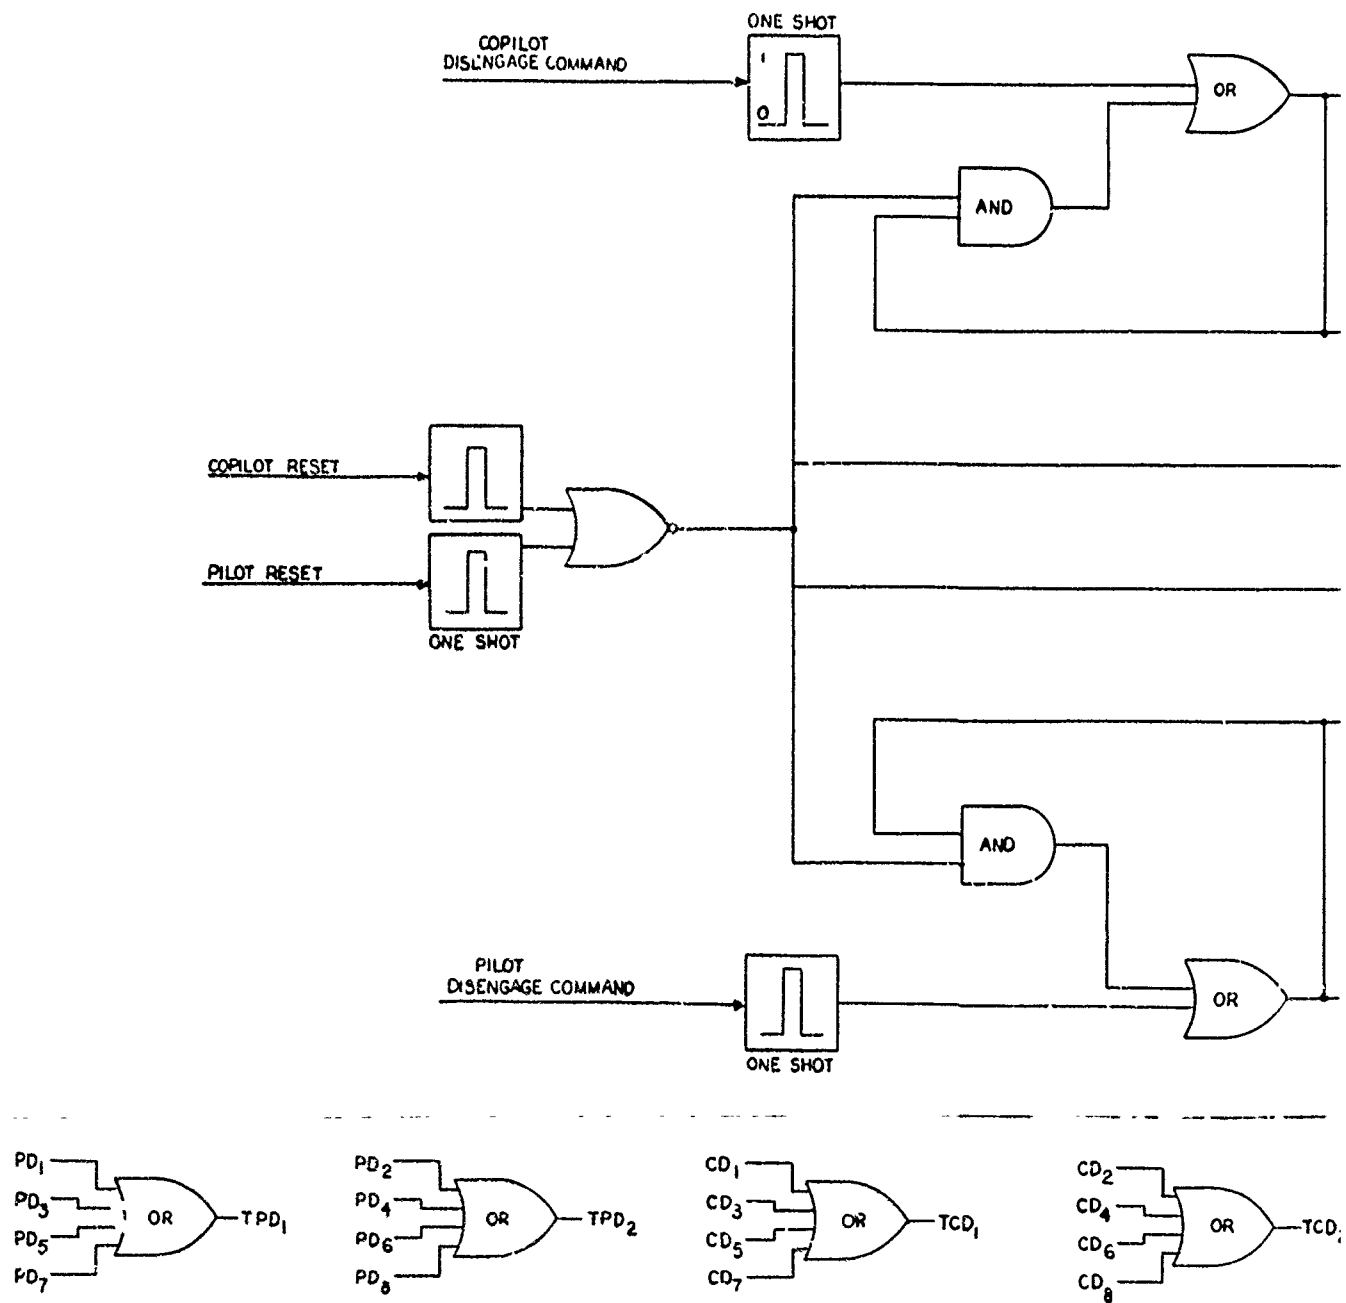 ONE SHOT
COPILOT
DISENGAGE COMMAND
1
0
OR
AND
COPILOT RESET
PILOT RESET
ONE SHOT
AND
PILOT
DISENGAGE COMMAND
OR
ONE SHOT
PD1
PD3
PD5
PD7
OR
TPD1
PD2
PD4
PD6
PD8
OR
TPD2
CD1
CD3
CD5
CD7
OR
TCD1
CD2
CD4
CD6
CD8
OR
TCD2